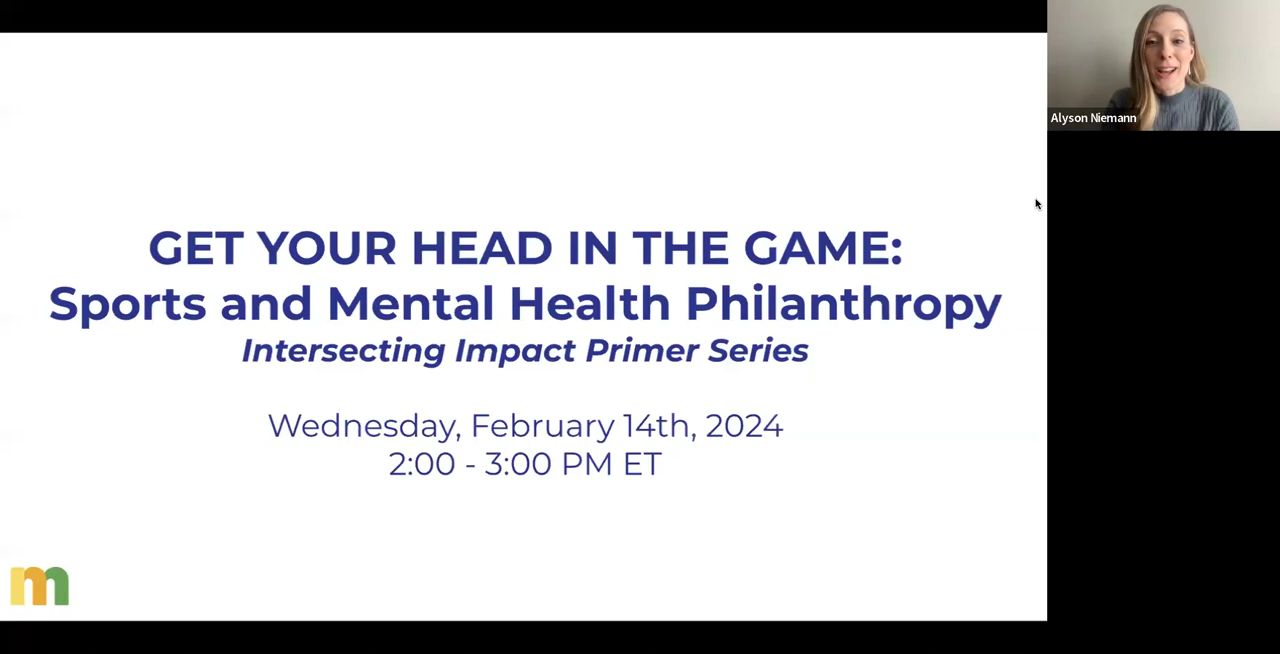 GET YOUR HEAD IN THE GAME:
Sports and Mental Health Philanthropy
Intersecting Impact Primer Series
Wednesday, February 14th, 2024
2:00 - 3:00 PM ET
m
Alyson Niemann